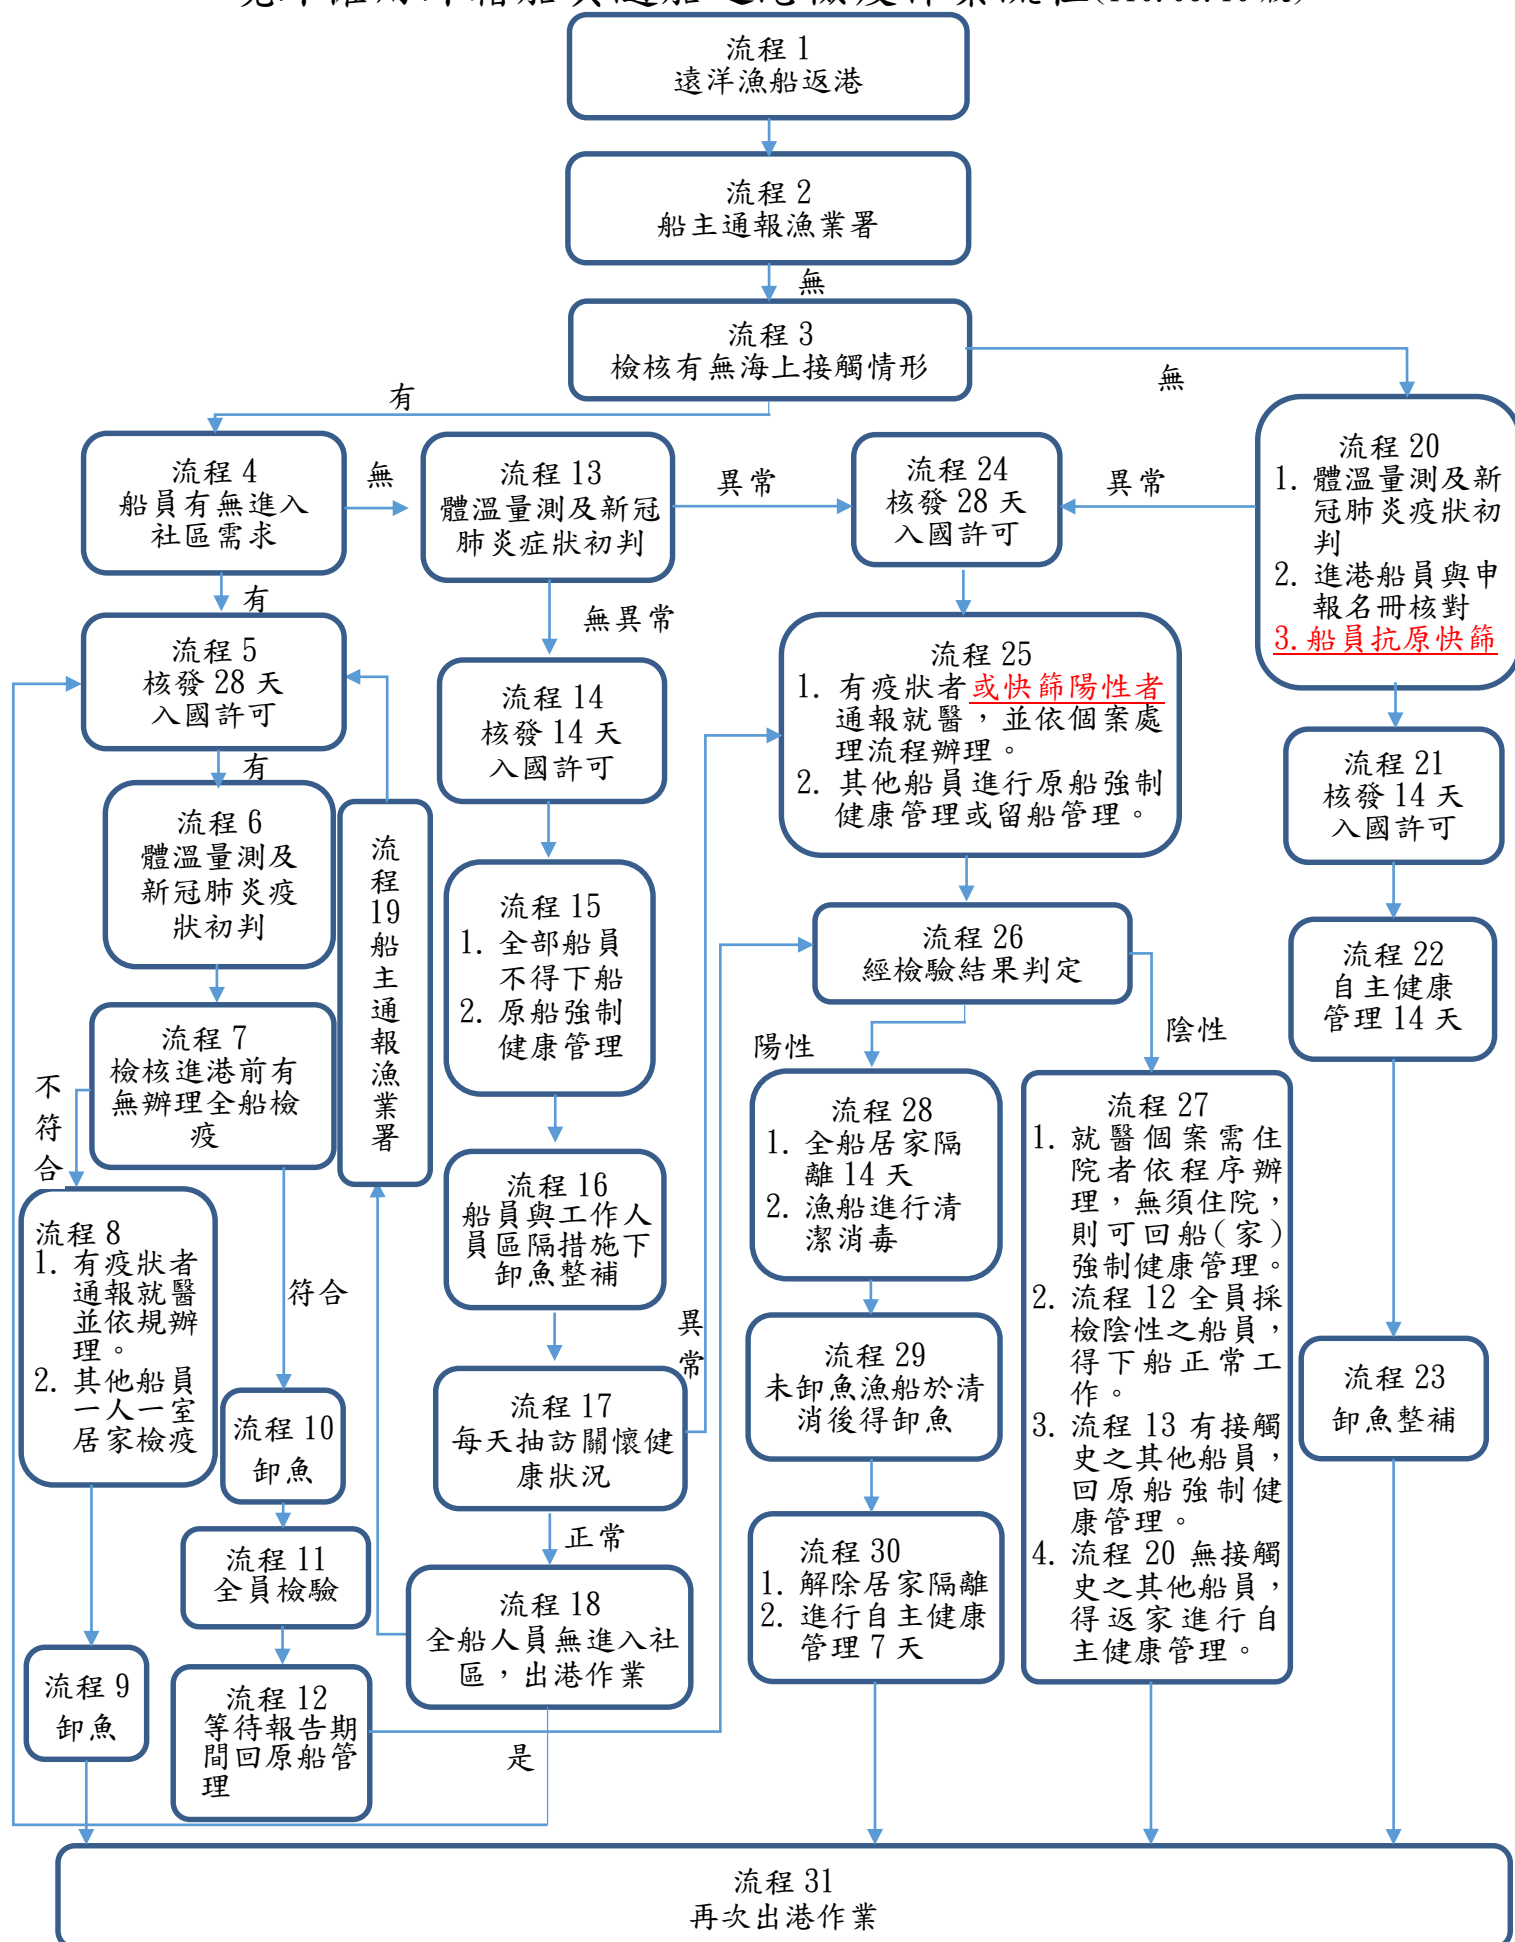 流程 1
遠洋漁船返港
流程 2
船主通報漁業署
無
流程 3
檢核有無海上接觸情形
有
無
流程 4
船員有無進入
社區需求
無
流程 13
體溫量測及新冠
肺炎症狀初判
異常
流程 24
核發 28 天
入國許可
異常
流程 20
1. 體溫量測及新
冠肺炎疫狀初
判
2. 進港船員與申
報名冊核對
3. 船員抗原快篩
有
流程 5
核發 28 天
入國許可
有
無異常
流程 14
核發 14 天
入國許可
流程 25
1. 有疫狀者或快篩陽性者
通報就醫，並依個案處
理流程辦理。
2. 其他船員進行原船強制
健康管理或留船管理。
流程 21
核發 14 天
入國許可
流程 6
體溫量測及
新冠肺炎疫
狀初判
流
程
19
船
主
通
報
漁
業
署
流程 15
1. 全部船員
不得下船
2. 原船強制
健康管理
流程 26
經檢驗結果判定
流程 22
自主健康
管理 14 天
流程 7
檢核進港前有
無辦理全船檢
疫
不
符
合
符合
陽性
陰性
流程 8
1. 有疫狀者
通報就醫
並依規辦
理。
2. 其他船員
一人一室
居家檢疫
流程 16
船員與工作人
員區隔措施下
卸魚整補
流程 28
1. 全船居家隔
離 14 天
2. 漁船進行清
潔消毒
流程 27
1. 就醫個案需住
院者依程序辦
理，無須住院，
則可回船(家)
強制健康管理。
2. 流程 12 全員採
檢陰性之船員，
得下船正常工
作。
3. 流程 13 有接觸
史之其他船員，
回原船強制健
康管理。
4. 流程 20 無接觸
史之其他船員，
得返家進行自
主健康管理。
異
常
流程 10
卸魚
流程 17
每天抽訪關懷健
康狀況
流程 29
未卸魚漁船於清
消後得卸魚
流程 23
卸魚整補
正常
流程 11
全員檢驗
流程 18
全船人員無進入社
區，出港作業
流程 30
1. 解除居家隔離
2. 進行自主健康
管理 7 天
流程 9
卸魚
流程 12
等待報告期
間回原船管
理
是
流程 31
再次出港作業